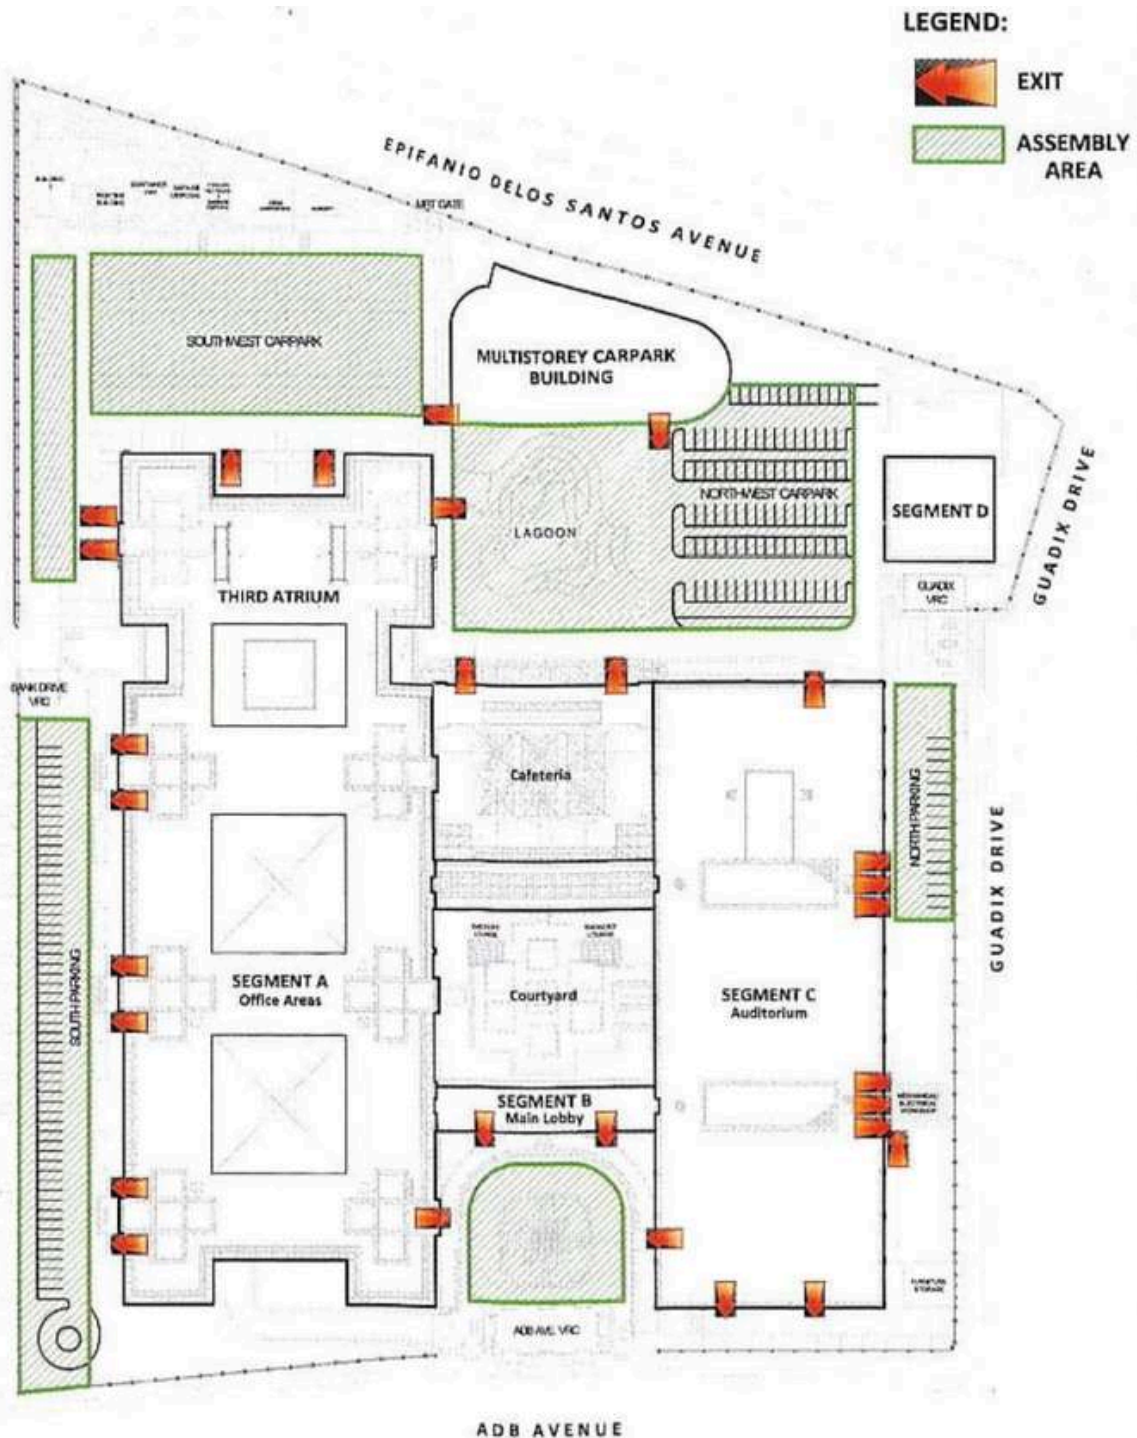 LEGEND:
EXIT
ASSEMBLY
AREA
EPIFANIO DELOS SANTOS AVENUE
MRT GATE
SOUTHWEST CARPARK
MULTISTOREY CARPARK
BUILDING
GUADIX DRIVE
NORTHWEST CARPARK
SEGMENT D
LAGOON
THIRD ATRIUM
GUADIX
VRC
BANK DRIVE
VRC
Cafeteria
NORTH PARKING
GUADIX DRIVE
SOUTH PARKING
SEGMENT A
Office Areas
Courtyard
SEGMENT C
Auditorium
SEGMENT B
Main Lobby
ADB AVE. VRC
ADB AVENUE